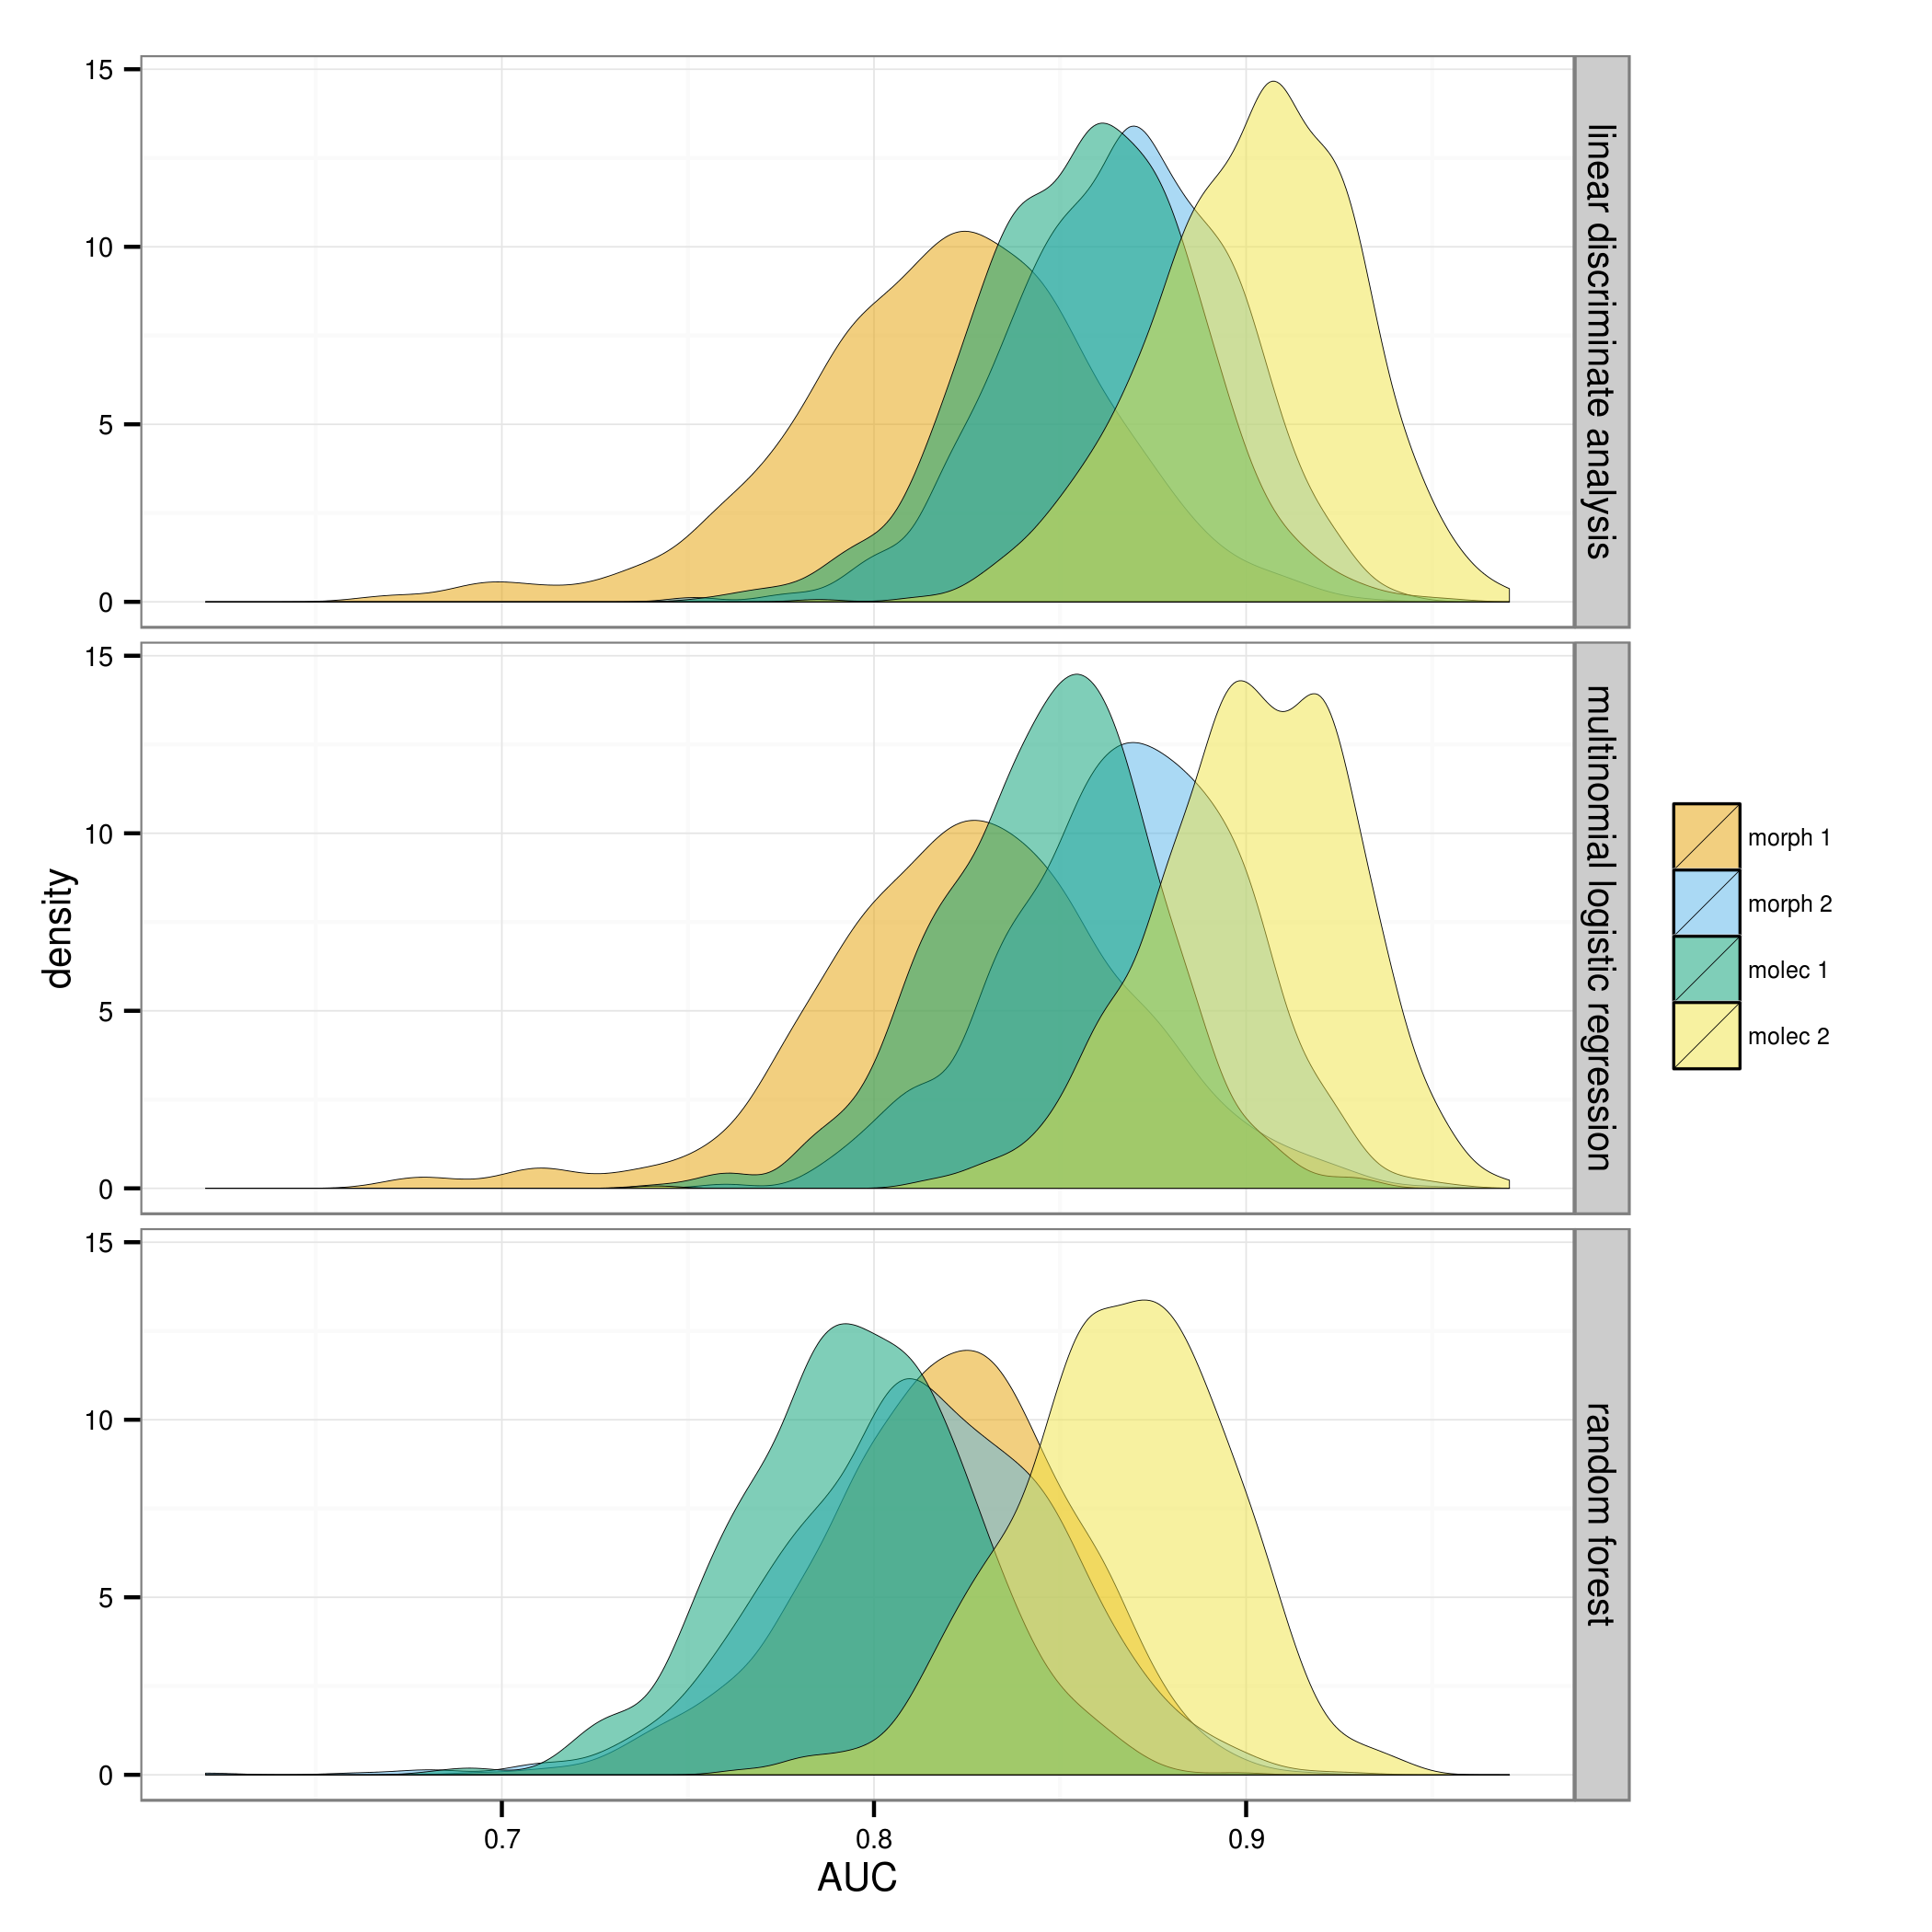 15
10
5
0
linear discriminate analysis
15
10
5
0
multinomial logistic regression
15
10
5
0
random forest
density
0.7 0.8 0.9
AUC
morph 1
morph 2
molec 1
molec 2